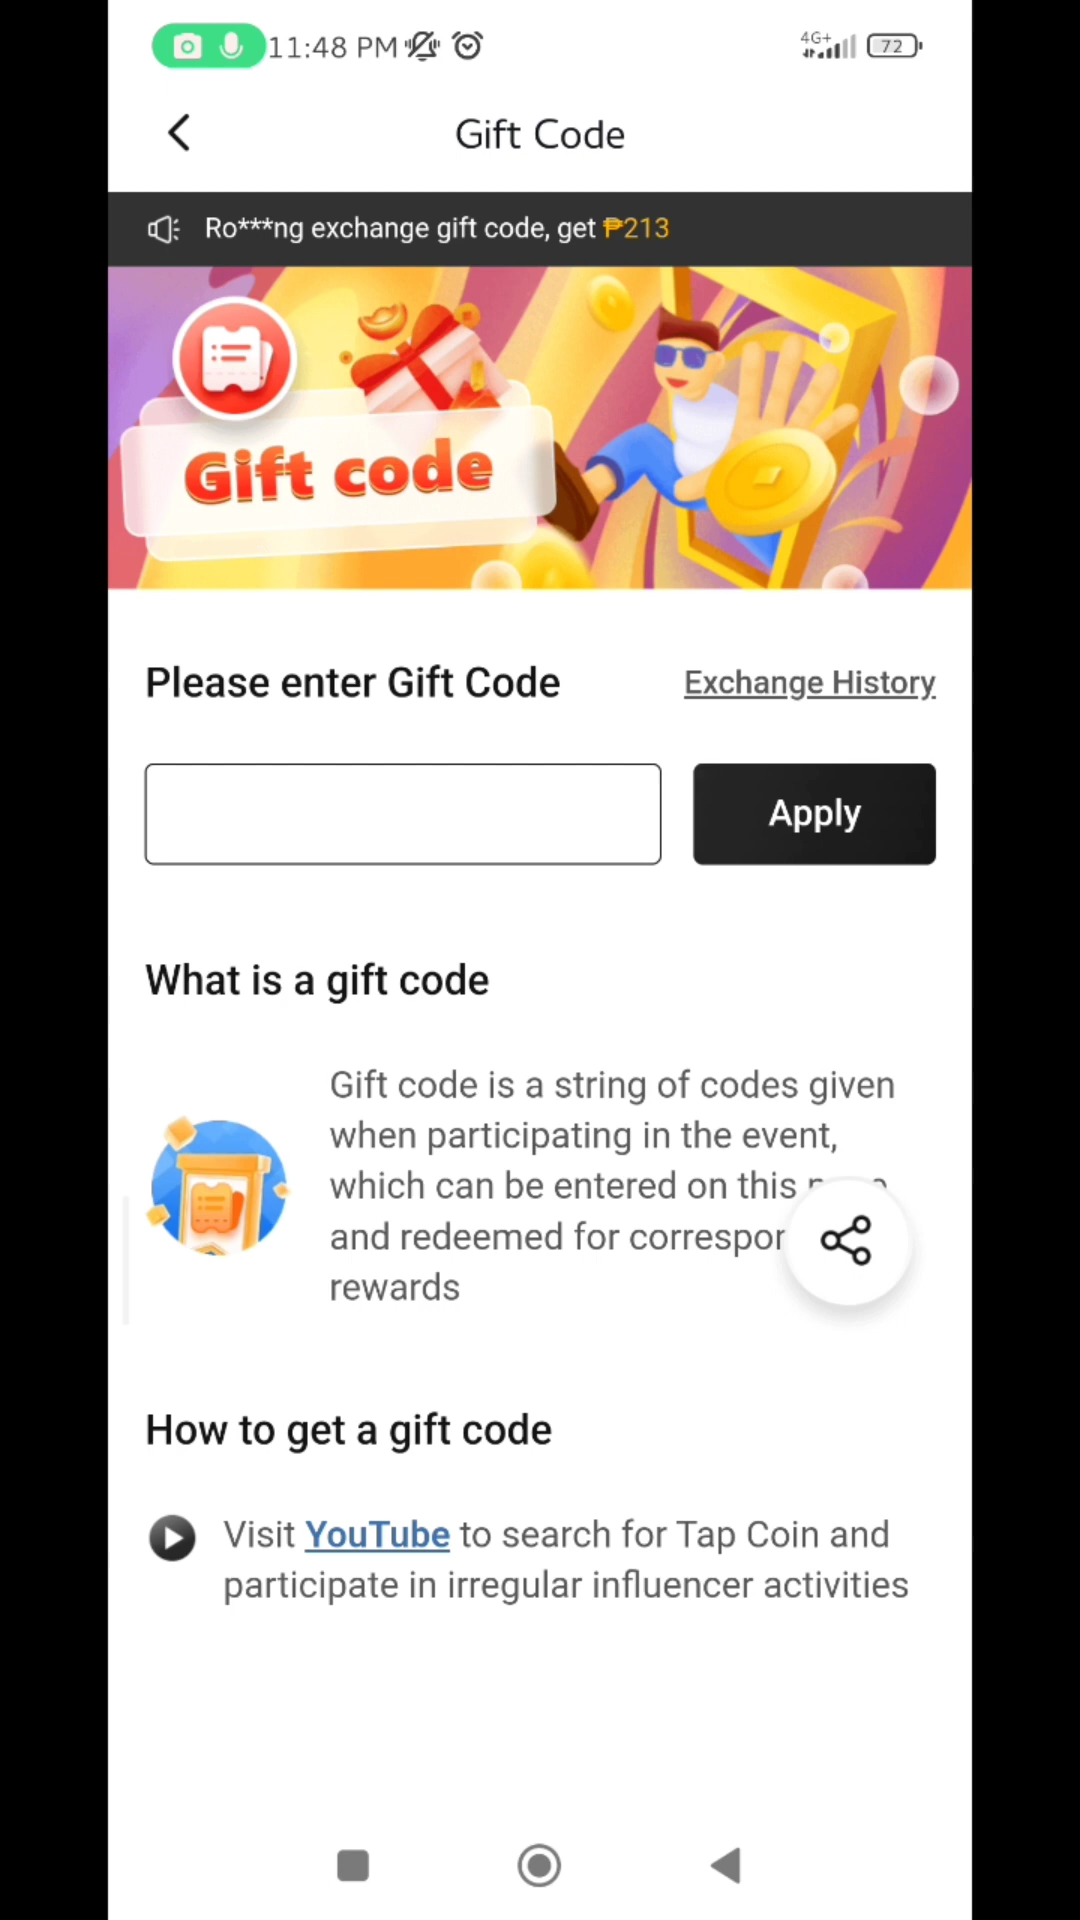 11:48 PM
4G+
72
Gift Code
Ro***ng exchange gift code, get ₱213
Gift code
Please enter Gift Code
Exchange History
Apply
What is a gift code
Gift code is a string of codes given
when participating in the event,
which can be entered on this
and redeemed for
rewards
How to get a gift code
Visit YouTube to search for Tap Coin and
participate in irregular influencer activities